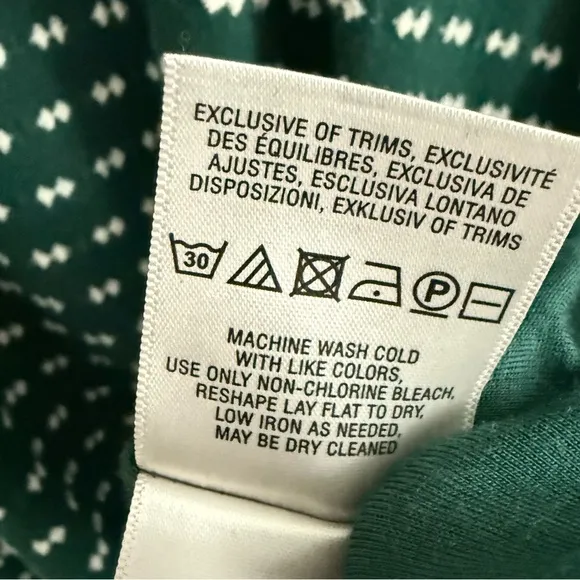 EXCLUSIVE OF TRIMS, EXCLUSIVITÉ
DES ÉQUILIBRES, EXCLUSIVA DE
AJUSTES, ESCLUSIVA LONTANO
DISPOSIZIONI, EXKLUSIV OF TRIMS
30 P
MACHINE WASH COLD
WITH LIKE COLORS,
USE ONLY NON-CHLORINE BLEACH,
RESHAPE LAY FLAT TO DRY,
LOW IRON AS NEEDED,
MAY BE DRY CLEANED